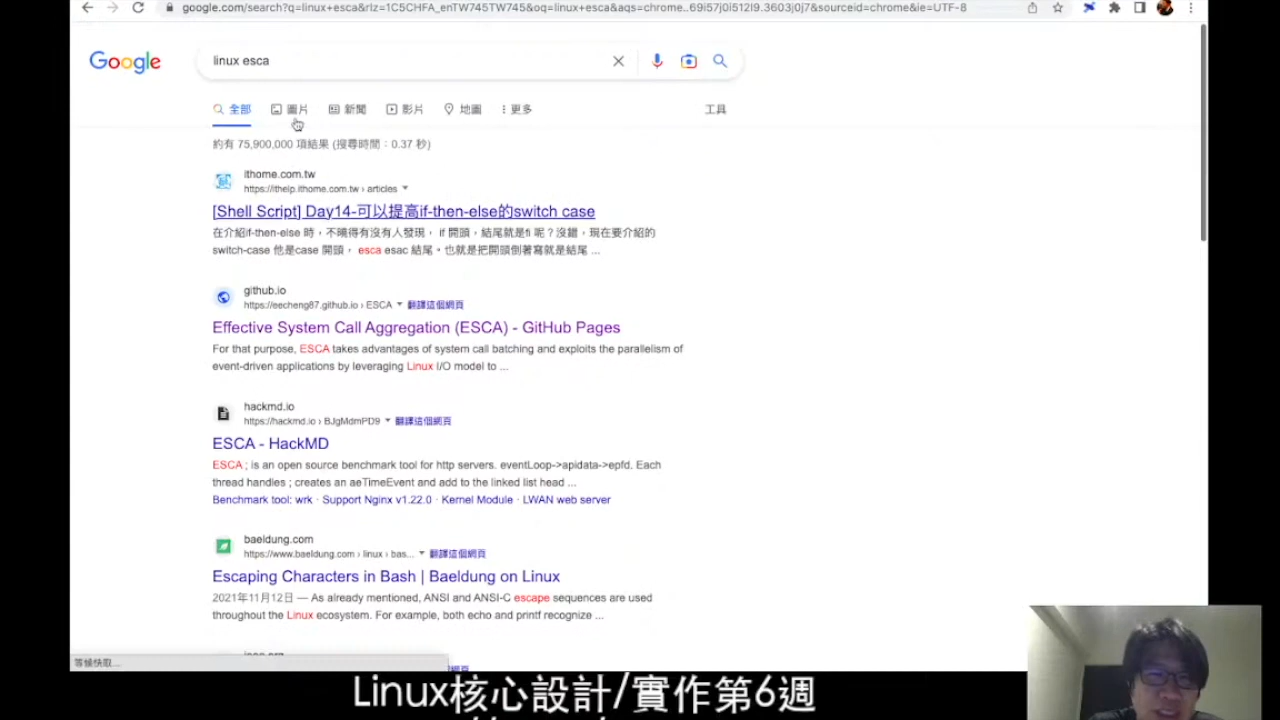 google.com/search?q=linux+esca&rlz=1C5CHFA_enTW745TW745&oq=linux+esca&aqs=chrome..69i57j0i512l9.3603j0j7&sourceid=chrome&ie=UTF-8
Google
linux esca
全部 圖片 新聞 影片 地圖 更多 工具
約有 75,900,000 項結果 (搜尋時間：0.37 秒)
ithome.com.tw
https://ithelp.ithome.com.tw › articles
[Shell Script] Day14-可以提高if-then-else的switch case
在介紹if-then-else 時，不曉得有沒有人發現， if 開頭，結尾就是fi 呢？沒錯，現在要介紹的
switch-case 他是case 開頭， esca esac 結尾。也就是把開頭倒著寫就是結尾 ...
github.io
https://eecheng87.github.io › ESCA 翻譯這個網頁
Effective System Call Aggregation (ESCA) - GitHub Pages
For that purpose, ESCA takes advantages of system call batching and exploits the parallelism of
event-driven applications by leveraging Linux I/O model to ...
hackmd.io
https://hackmd.io › BJgMdmPD9 翻譯這個網頁
ESCA - HackMD
ESCA ; is an open source benchmark tool for http servers. eventLoop->apidata->epfd. Each
thread handles ; creates an aeTimeEvent and add to the linked list head ...
Benchmark tool: wrk · Support Nginx v1.22.0 · Kernel Module · LWAN web server
baeldung.com
https://www.baeldung.com › linux › bas... 翻譯這個網頁
Escaping Characters in Bash | Baeldung on Linux
2021年11月12日 — As already mentioned, ANSI and ANSI-C escape sequences are used
throughout the Linux ecosystem. For example, both echo and printf recognize ...
等候快取...
Linux核心設計/實作第6週